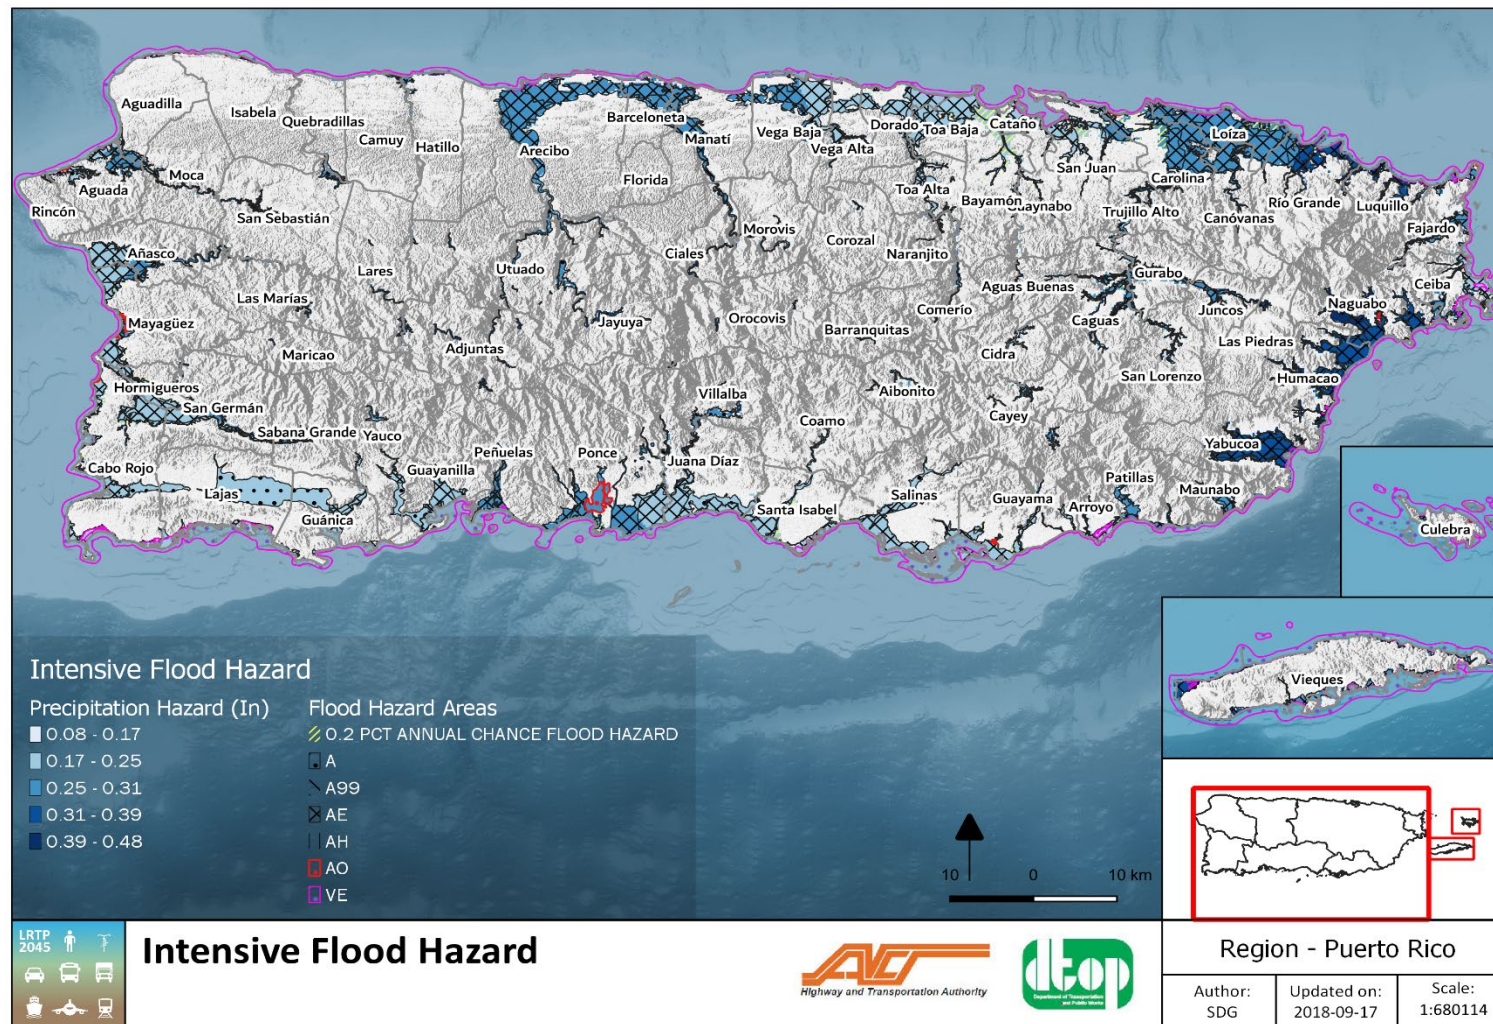 Aguadilla
Isabela
Quebradillas
Camuy
Hatillo
Arecibo
Barceloneta
Manatí
Vega Baja
Vega Alta
Dorado
Toa Baja
Cataño
Loíza
San Juan
Carolina
Moca
Aguada
Rincón
San Sebastián
Florida
Toa Alta
Bayamón
Trujillo Alto
Canóvanas
Río Grande
Luquillo
Fajardo
Añasco
Lares
Utuado
Ciales
Morovis
Corozal
Naranjito
Aguas Buenas
Gurabo
Ceiba
Las Marías
Mayagüez
Jayuya
Orocovis
Barranquitas
Comerío
Caguas
Juncos
Naguabo
Las Piedras
Maricao
Adjuntas
Cidra
San Lorenzo
Humacao
Hormigueros
San Germán
Sabana Grande
Yauco
Villalba
Aibonito
Cayey
Coamo
Yabucoa
Cabo Rojo
Lajas
Guánica
Guayanilla
Peñuelas
Ponce
Juana Díaz
Santa Isabel
Salinas
Guayama
Arroyo
Patillas
Maunabo
Culebra
Vieques
Intensive Flood Hazard
Precipitation Hazard (In)
0.08 - 0.17
0.17 - 0.25
0.25 - 0.31
0.31 - 0.39
0.39 - 0.48
Flood Hazard Areas
0.2 PCT ANNUAL CHANCE FLOOD HAZARD
A
A99
AE
AH
AO
VE
10 0 10 km
LRTP
2045
Intensive Flood Hazard
Highway and Transportation Authority
dtop
Department of Transportation
and Public Works
Region - Puerto Rico
Author:
SDG
Updated on:
2018-09-17
Scale:
1:680114